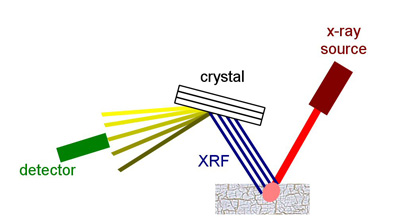 x-ray
source
crystal
XRF
detector